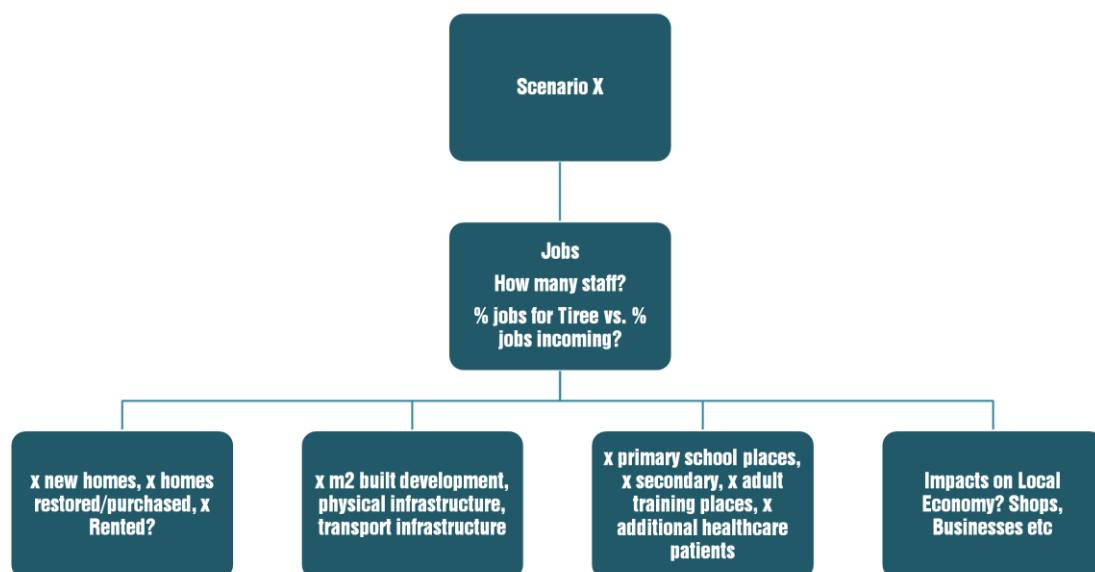 Scenario X
Jobs
How many staff?
% jobs for Tiree vs. %
jobs incoming?
x new homes, x homes
restored/purchased, x
Rented?
x m2 built development,
physical infrastructure,
transport infrastructure
x primary school places,
x secondary, x adult
training places, x
additional healthcare
patients
Impacts on Local
Economy? Shops,
Businesses etc